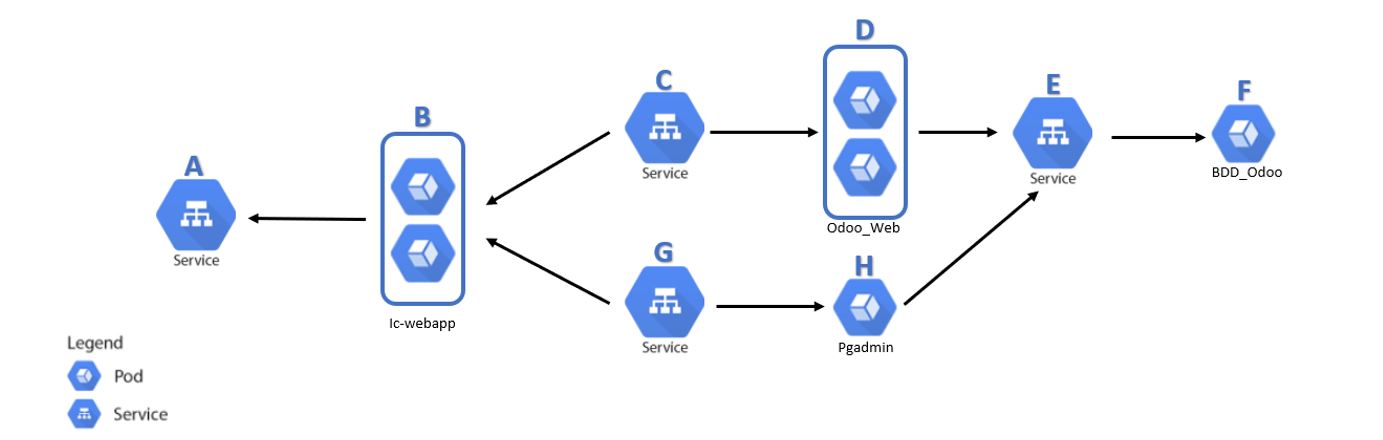 A
Service
B
Ic-webapp
C
Service
D
Odoo_Web
E
Service
F
BDD_Odoo
G
Service
H
Pgadmin
Legend
Pod
Service